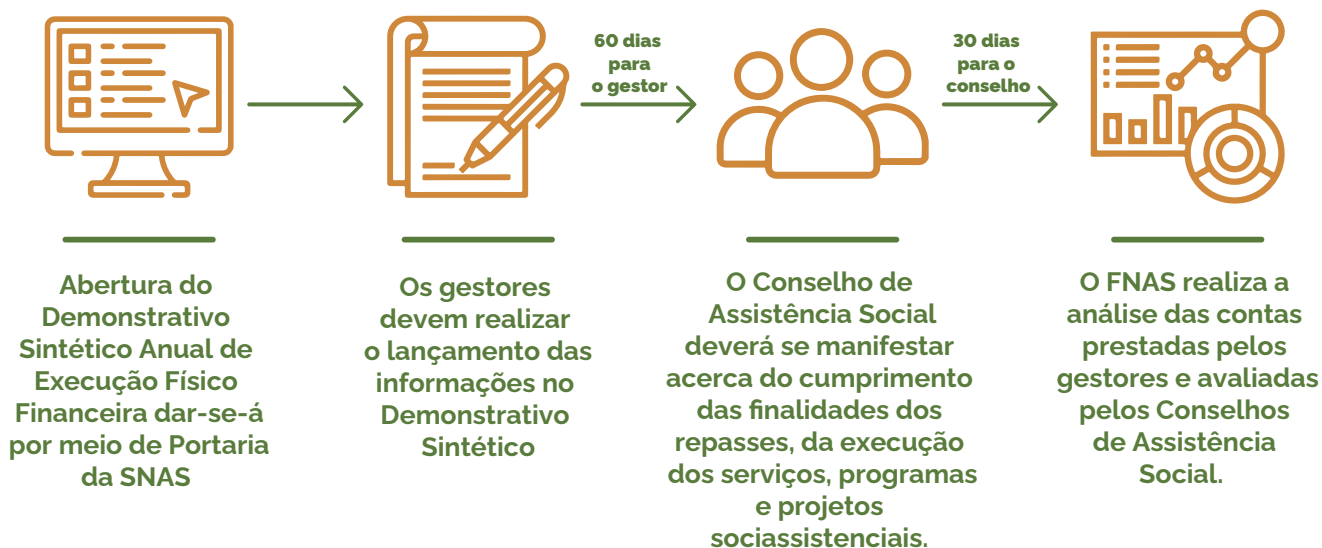 60 dias
para
o gestor
30 dias
para o
conselho
Abertura do
Demonstrativo
Sintético Anual de
Execução Físico
Financeira dar-se-á
por meio de Portaria
da SNAS
Os gestores
devem realizar
o lançamento das
informações no
Demonstrativo
Sintético
O Conselho de
Assistência Social
deverá se manifestar
acerca do cumprimento
das finalidades dos
repasses, da execução
dos serviços, programas
e projetos
sociassistenciais.
O FNAS realiza a
análise das contas
prestadas pelos
gestores e avaliadas
pelos Conselhos
de Assistência
Social.